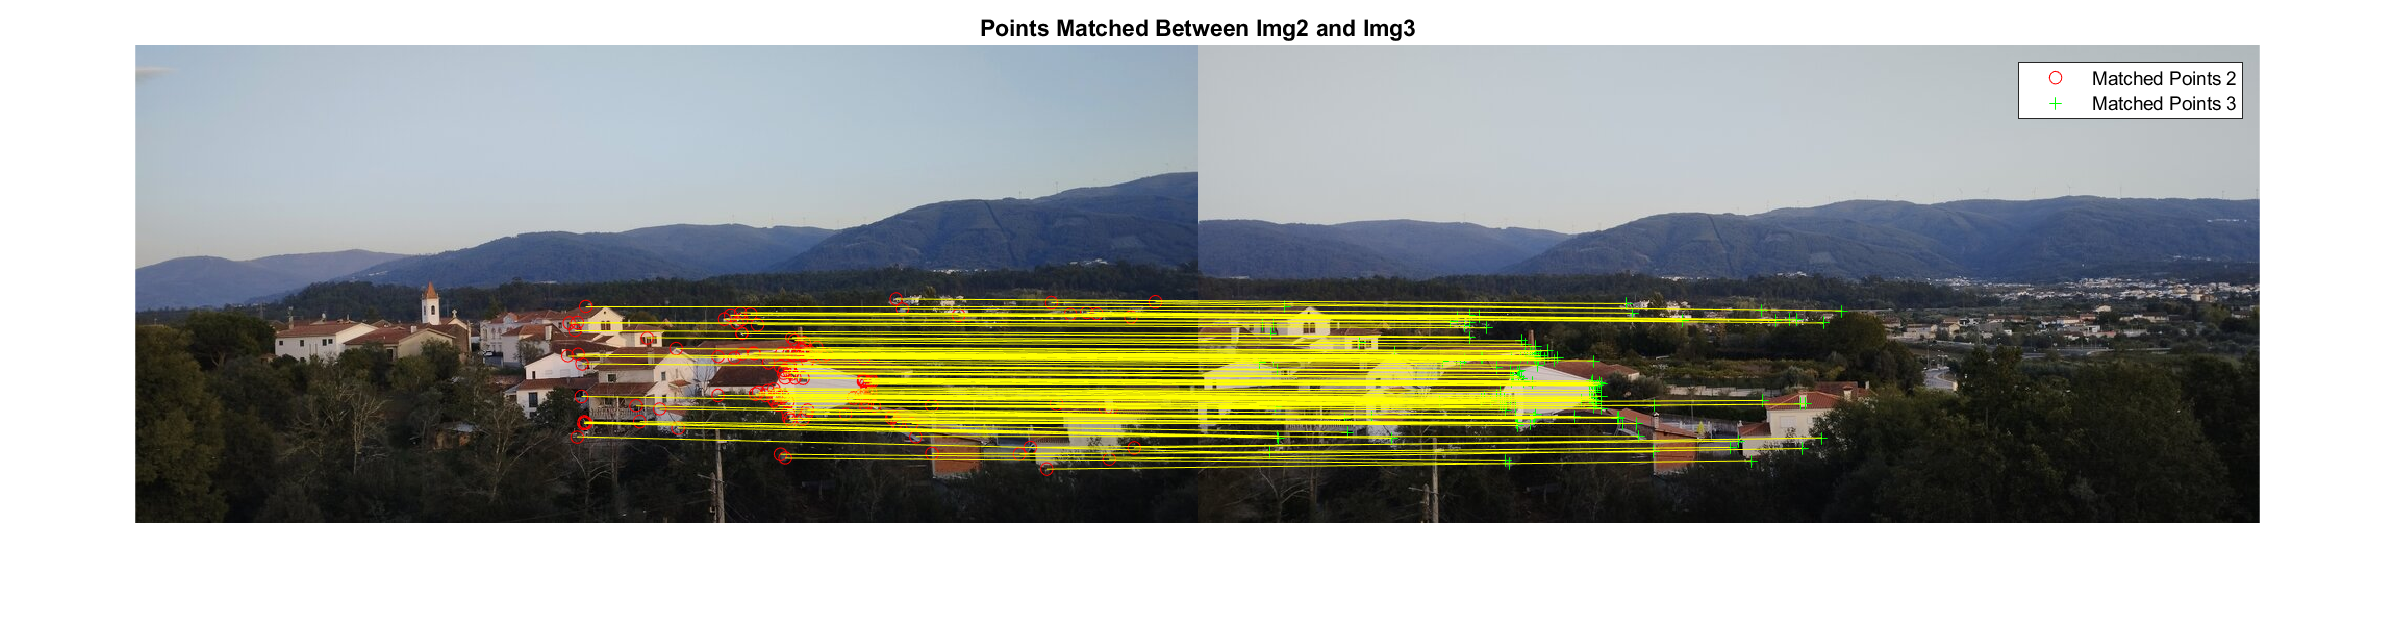 Points Matched Between Img2 and Img3
Matched Points 2
Matched Points 3